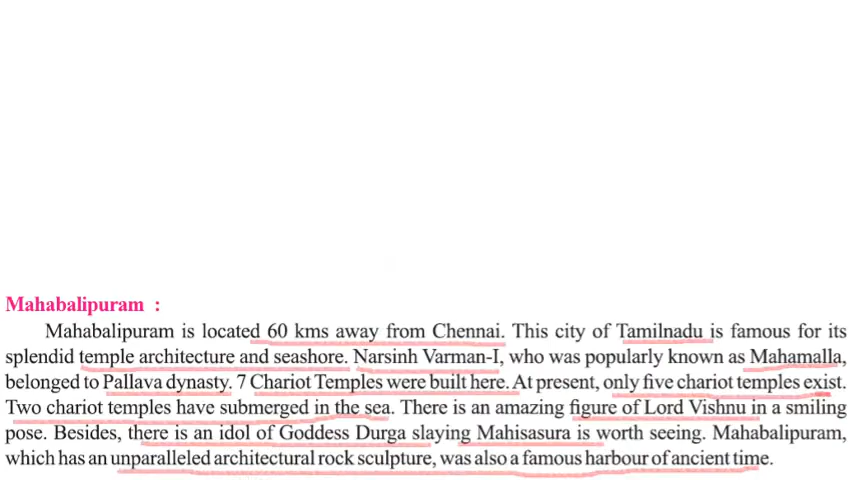 Mahabalipuram :
Mahabalipuram is located 60 kms away from Chennai. This city of Tamilnadu is famous for its
splendid temple architecture and seashore. Narsinh Varman-I, who was popularly known as Mahamalla,
belonged to Pallava dynasty. 7 Chariot Temples were built here. At present, only five chariot temples exist.
Two chariot temples have submerged in the sea. There is an amazing figure of Lord Vishnu in a smiling
pose. Besides, there is an idol of Goddess Durga slaying Mahisasura is worth seeing. Mahabalipuram,
which has an unparalleled architectural rock sculpture, was also a famous harbour of ancient time.